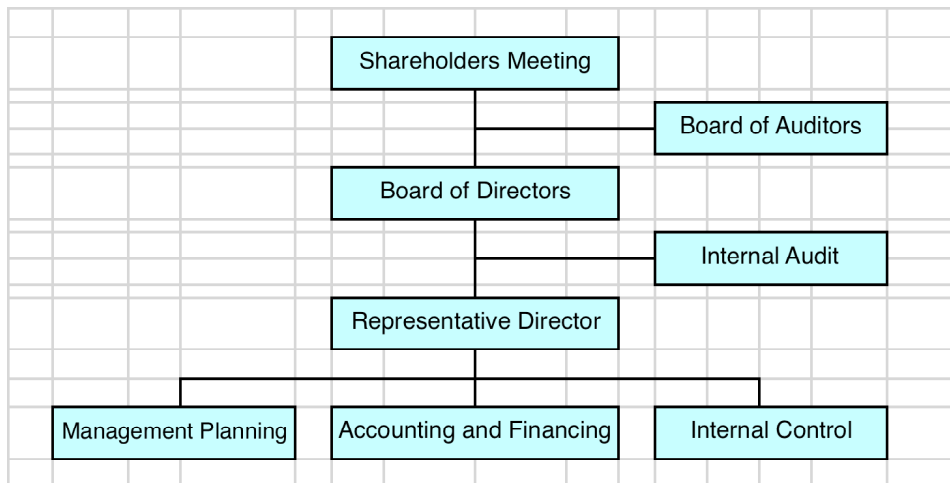 Shareholders Meeting
Board of Auditors
Board of Directors
Internal Audit
Representative Director
Management Planning
Accounting and Financing
Internal Control